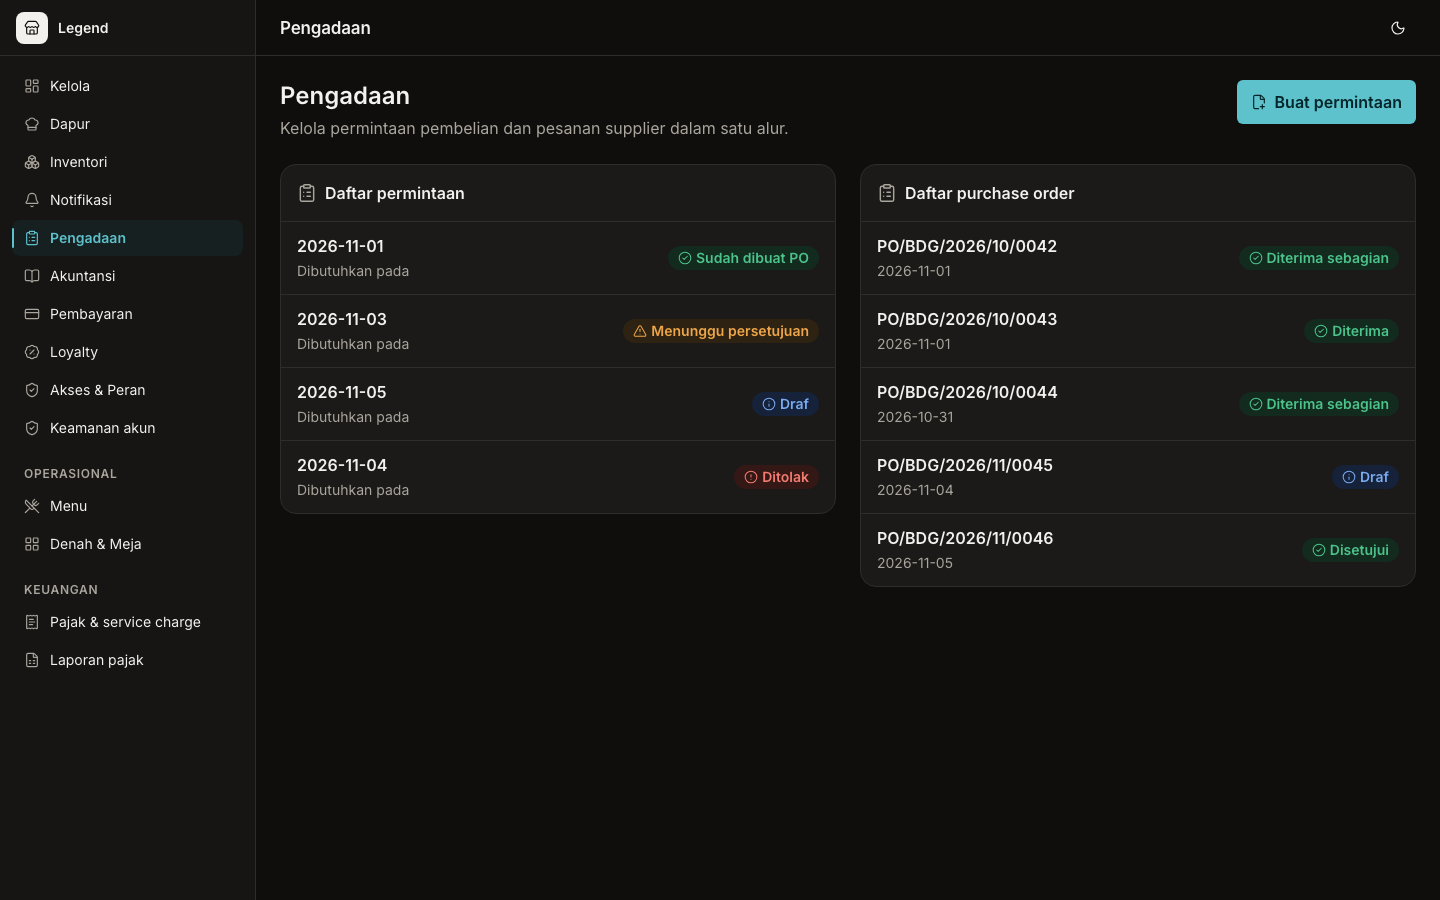 Legend
Kelola
Dapur
Inventori
Notifikasi
Pengadaan
Akuntansi
Pembayaran
Loyalty
Akses & Peran
Keamanan akun
OPERASIONAL
Menu
Denah & Meja
KEUANGAN
Pajak & service charge
Laporan pajak
Pengadaan
Pengadaan
Kelola permintaan pembelian dan pesanan supplier dalam satu alur.
Buat permintaan
Daftar permintaan
2026-11-01
Dibutuhkan pada
Sudah dibuat PO
2026-11-03
Dibutuhkan pada
Menunggu persetujuan
2026-11-05
Dibutuhkan pada
Draf
2026-11-04
Dibutuhkan pada
Ditolak
Daftar purchase order
PO/BDG/2026/10/0042
2026-11-01
Diterima sebagian
PO/BDG/2026/10/0043
2026-11-01
Diterima
PO/BDG/2026/10/0044
2026-10-31
Diterima sebagian
PO/BDG/2026/11/0045
2026-11-04
Draf
PO/BDG/2026/11/0046
2026-11-05
Disetujui